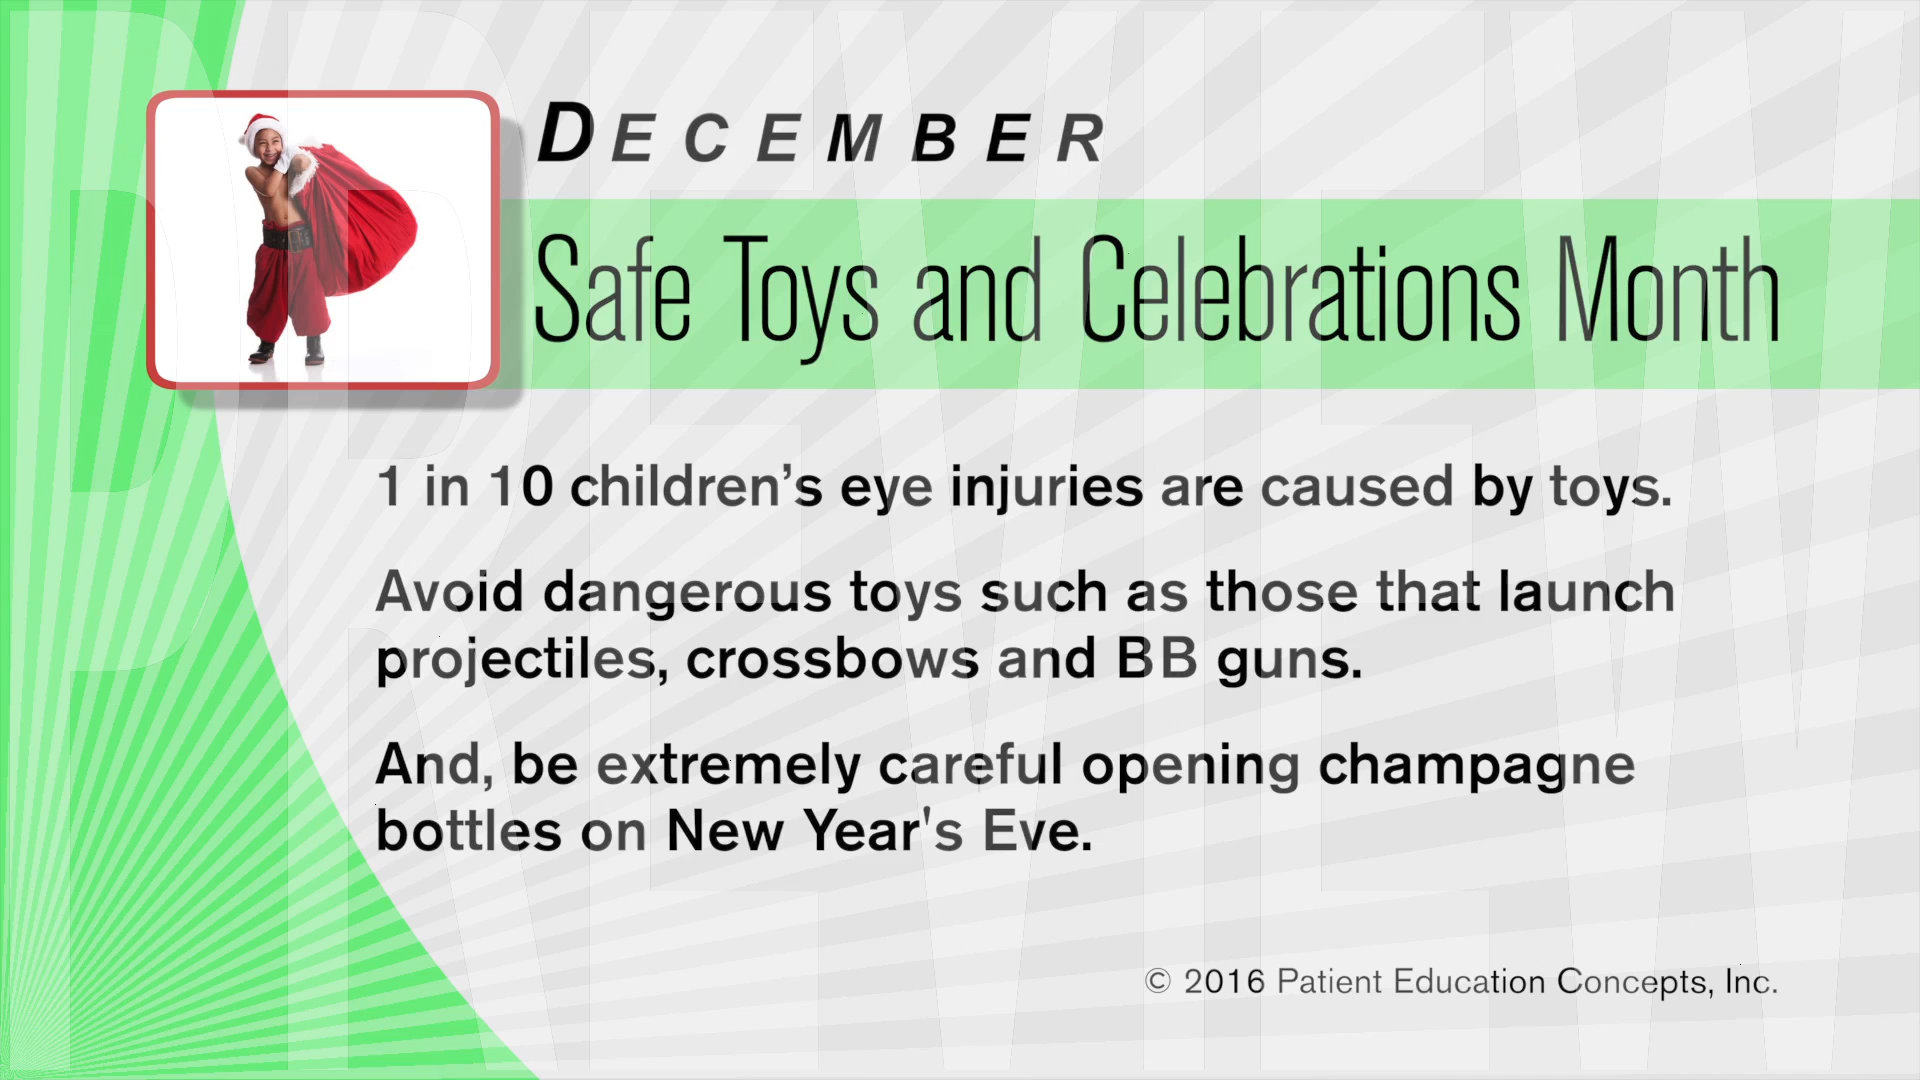 DECEMBER
Safe Toys and Celebrations Month
1 in 10 children’s eye injuries are caused by toys.
Avoid dangerous toys such as those that launch
projectiles, crossbows and BB guns.
And, be extremely careful opening champagne
bottles on New Year's Eve.
© 2016 Patient Education Concepts, Inc.
PREVIEW